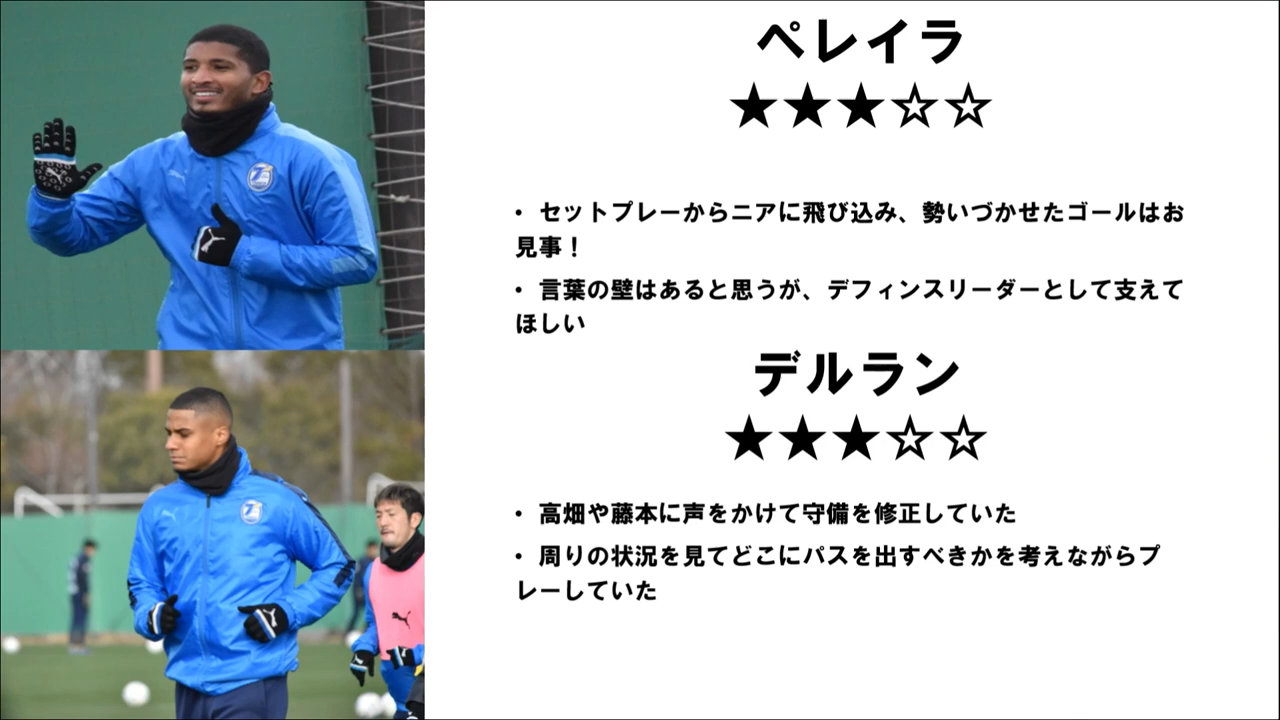 ペレイラ
★★★☆☆
• セットプレーからニアに飛び込み、勢いづかせたゴールはお
見事！
• 言葉の壁はあると思うが、デフィンスリーダーとして支えて
ほしい
デルラン
★★★☆☆
• 高畑や藤本に声をかけて守備を修正していた
• 周りの状況を見てどこにパスを出すべきかを考えながらプ
レーしていた